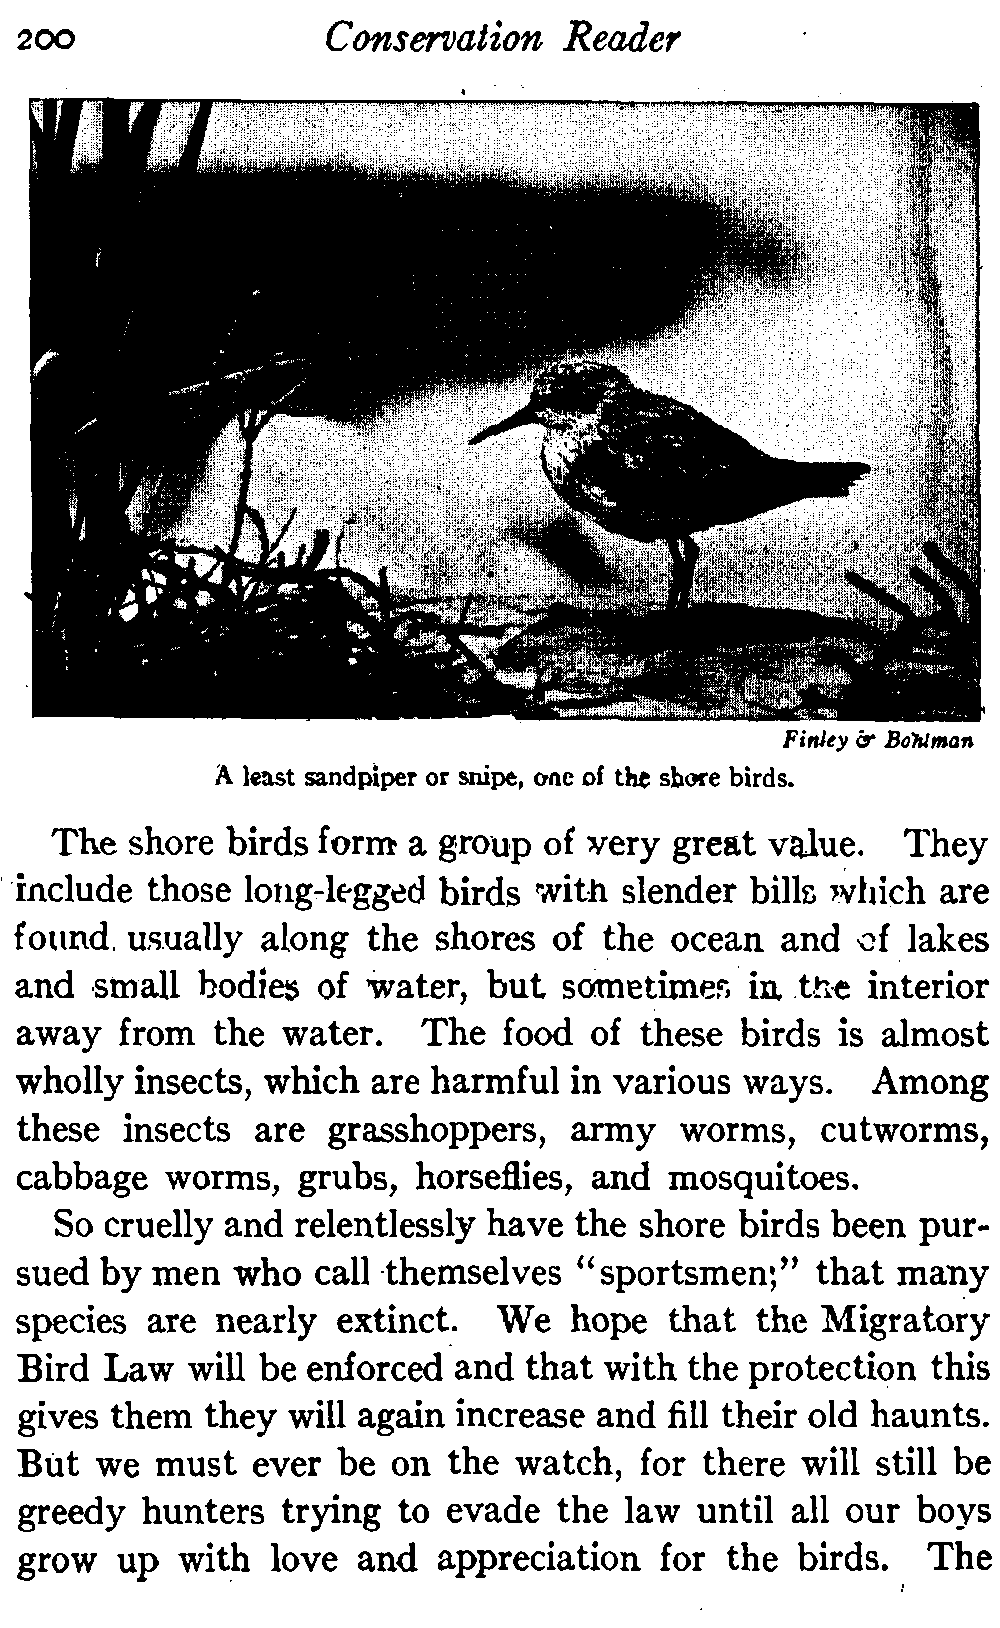 200 Conservation Reader
Finley & Bohlman
A least sandpiper or snipe, one of the shore birds.
The shore birds form a group of very great value. They
include those long-legged birds with slender bills which are
found usually along the shores of the ocean and of lakes
and small bodies of water, but sometimes in the interior
away from the water. The food of these birds is almost
wholly insects, which are harmful in various ways. Among
these insects are grasshoppers, army worms, cutworms,
cabbage worms, grubs, horseflies, and mosquitoes.
So cruelly and relentlessly have the shore birds been pur-
sued by men who call themselves "sportsmen;" that many
species are nearly extinct. We hope that the Migratory
Bird Law will be enforced and that with the protection this
gives them they will again increase and fill their old haunts.
But we must ever be on the watch, for there will still be
greedy hunters trying to evade the law until all our boys
grow up with love and appreciation for the birds. The